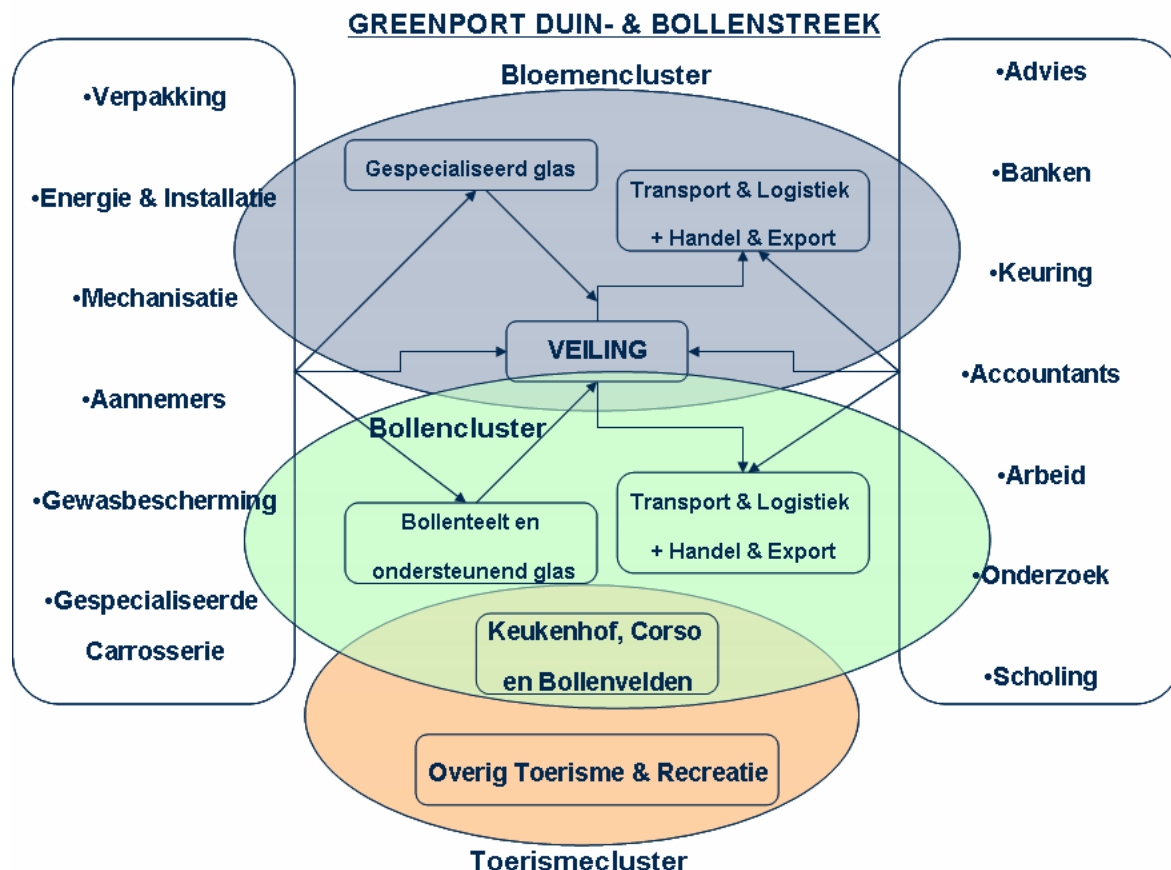 GREENPORT DUIN- & BOLLENSTREEK
•Verpakking
•Energie & Installatie
•Mechanisatie
•Aannemers
•Gewasbescherming
•Gespecialiseerde
Carrosserie
Bloemencluster
Gespecialiseerd glas
Transport & Logistiek
+ Handel & Export
VEILING
Bollencluster
Bollenteelt en
ondersteunend glas
Transport & Logistiek
+ Handel & Export
Keukenhof, Corso
en Bollenvelden
Overig Toerisme & Recreatie
Toerismecluster
•Advies
•Banken
•Keuring
•Accountants
•Arbeid
•Onderzoek
•Scholing